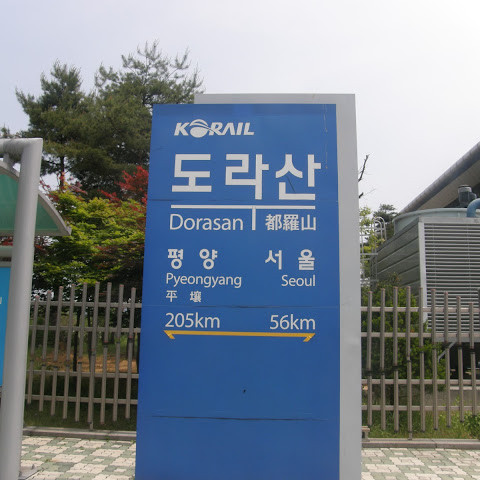 KORAIL
도라산
Dorasan 都羅山
평양 서울
Pyeongyang Seoul
平壤
205km 56km